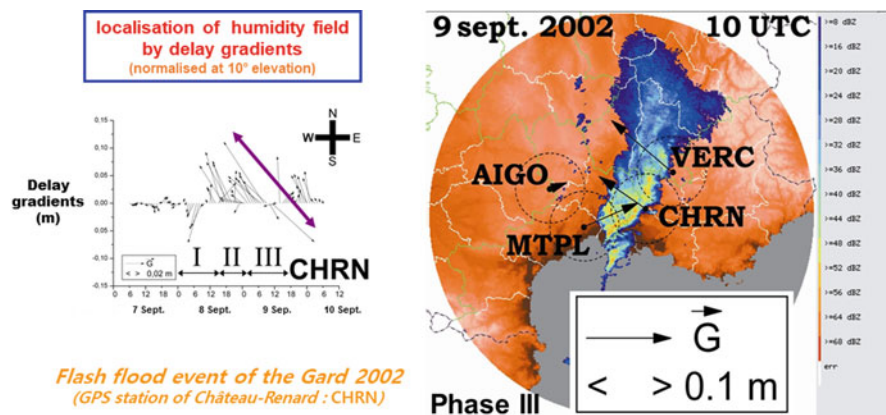 localisation of humidity field
by delay gradients
(normalised at 10° elevation)
N
W E
S
Delay
gradients
(m)
0.15
0.10
0.05
0.00
-0.05
-0.10
0.15
I II III
G
< > 0.02 m
CHRN
6 12 18 0 6 12 18 0 6 12 18 0 6 12
7 Sept. 8 Sept. 9 Sep. 10 Sept.
Flash flood event of the Gard 2002
(GPS station of Château-Renard : CHRN)
9 sept. 2002 10 UTC
VERC
AIGO
CHRN
MTPL
G
< > 0.1 m
Phase III
>=8 dBZ
>=16 dBZ
>=24 dBZ
>=28 dBZ
>=32 dBZ
>=36 dBZ
>=40 dBZ
>=44 dBZ
>=48 dBZ
>=52 dBZ
>=56 dBZ
>=64 dBZ
>=68 dBZ
err